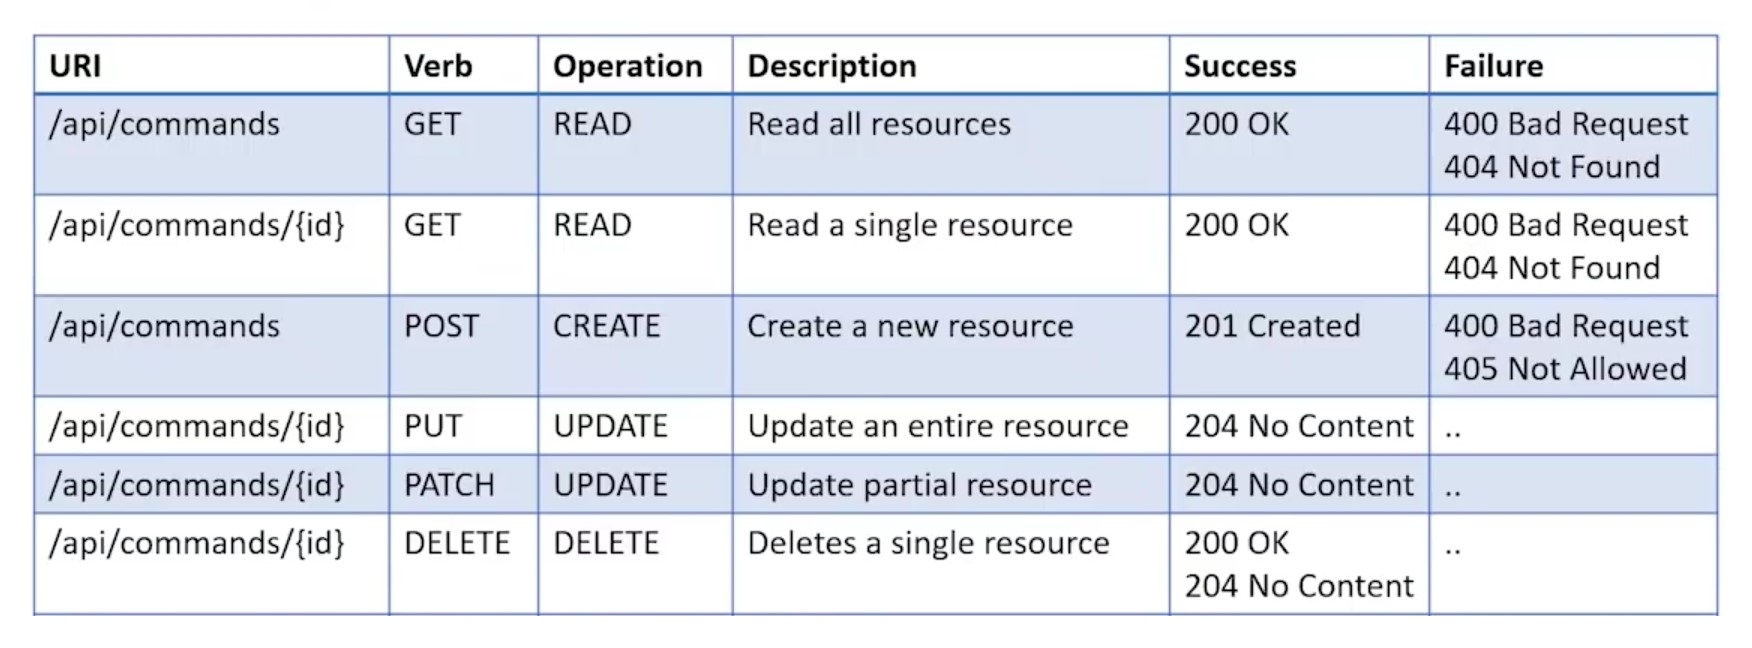 URI Verb Operation Description Success Failure
/api/commands GET READ Read all resources 200 OK 400 Bad Request
404 Not Found
/api/commands/{id} GET READ Read a single resource 200 OK 400 Bad Request
404 Not Found
/api/commands POST CREATE Create a new resource 201 Created 400 Bad Request
405 Not Allowed
/api/commands/{id} PUT UPDATE Update an entire resource 204 No Content ..
/api/commands/{id} PATCH UPDATE Update partial resource 204 No Content ..
/api/commands/{id} DELETE DELETE Deletes a single resource 200 OK ..
204 No Content